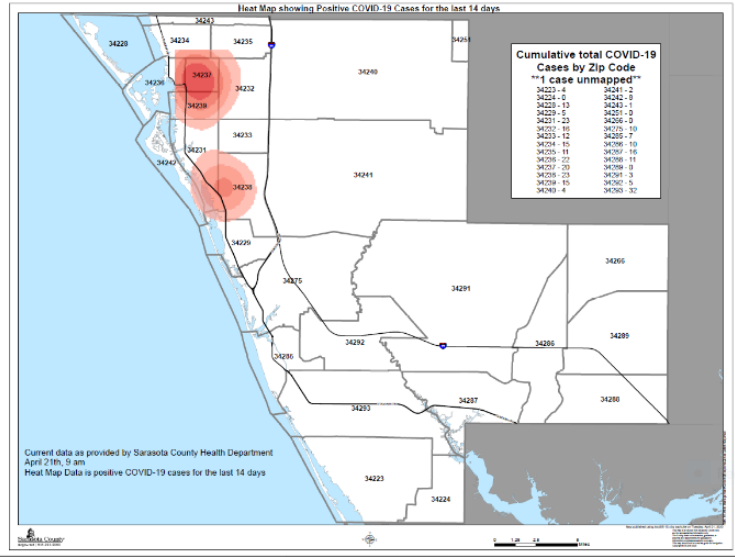 Heat Map showing Positive COVID-19 Cases for the last 14 days
34243
34228
34234
34235
34251
Cumulative total COVID-19
Cases by Zip Code
**1 case unmapped**
34223 - 4 34241 - 2
34224 - 0 34242 - 8
34228 - 13 34243 - 1
34229 - 5 34251 - 0
34231 - 23 34266 - 0
34232 - 18 34275 - 10
34233 - 12 34285 - 7
34234 - 15 34286 - 10
34235 - 11 34287 - 16
34236 - 22 34288 - 11
34237 - 20 34289 - 0
34238 - 23 34291 - 3
34239 - 15 34292 - 5
34240 - 4 34293 - 32
34237
34240
34236
34232
34239
34233
34231
34242
34241
34238
34229
34266
34275
34291
34292
34286
34289
34285
34287
34288
34293
34223
34224
Current data as provided by Sarasota County Health Department
April 21th, 9 am
Heat Map Data is positive COVID-19 cases for the last 14 days
Sarasota County